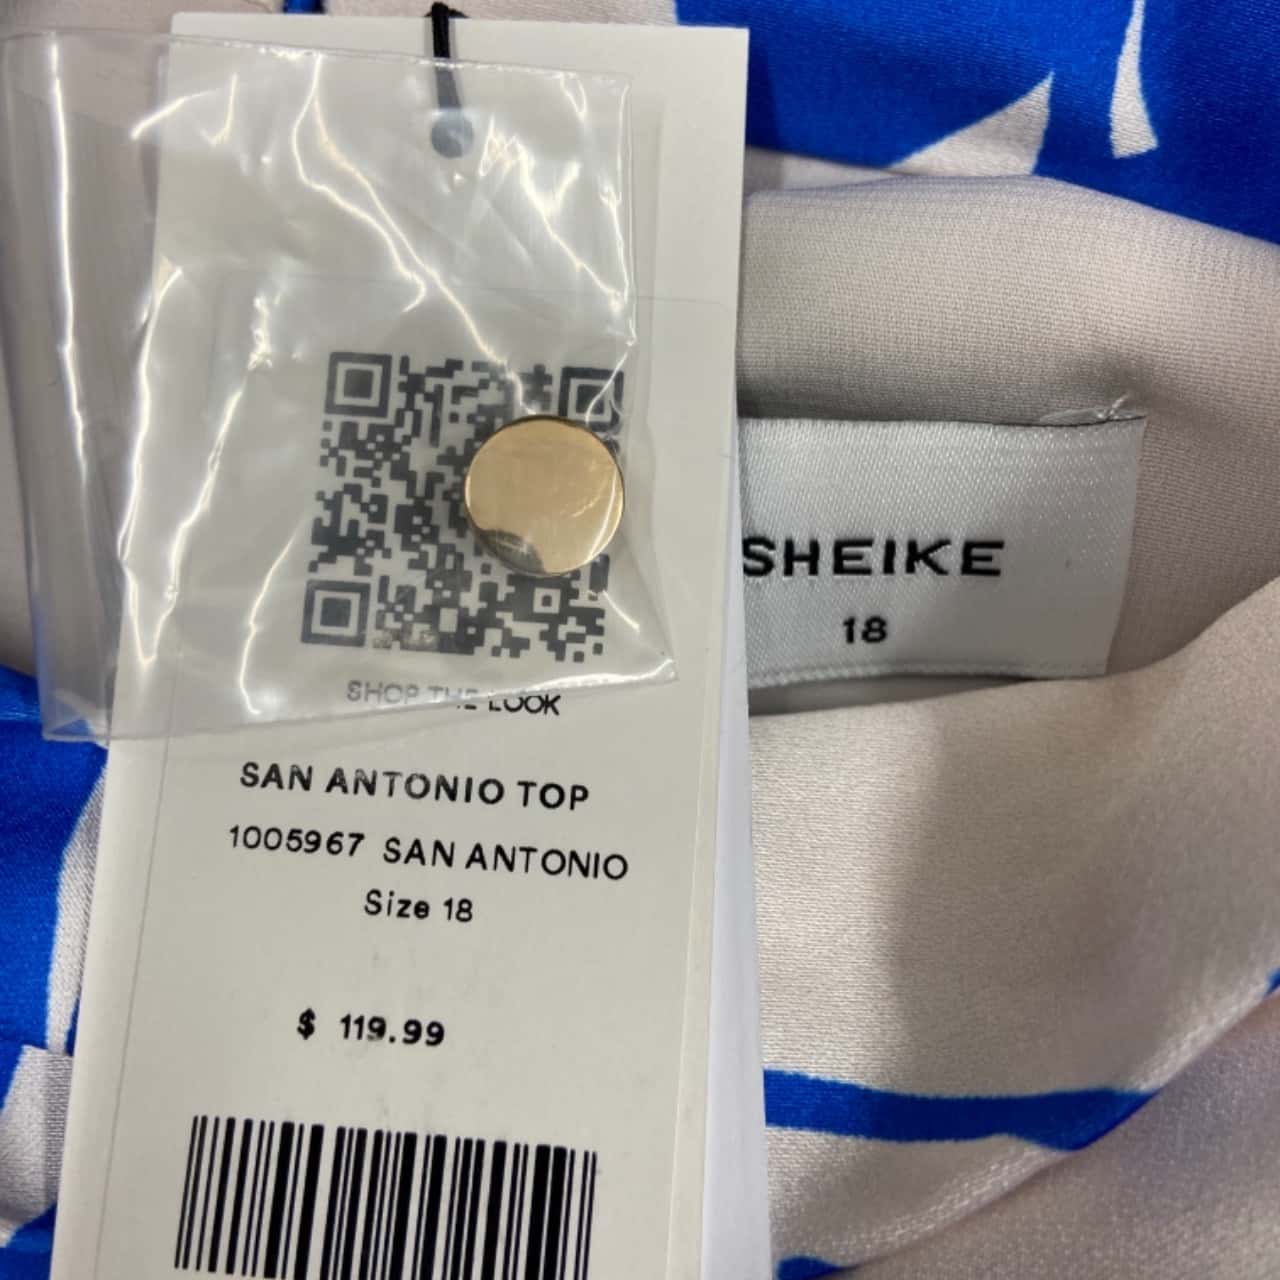 SHOP THE LOOK
SAN ANTONIO TOP
1005967 SAN ANTONIO
Size 18
$ 119.99
SHEIKE
18